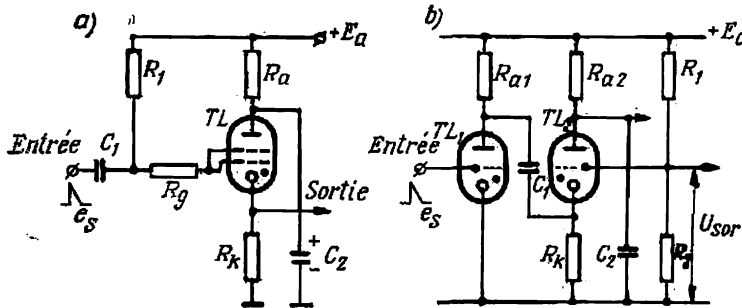 a)
+Ea
R1
Ra
TL
Entrée
C1
Rg
es
Sortie
Rk
+
-
C2
b)
+Ea
Ra1
Ra2
R1
TL1
TL
Entrée
C1
es
Rk
C2
Usor